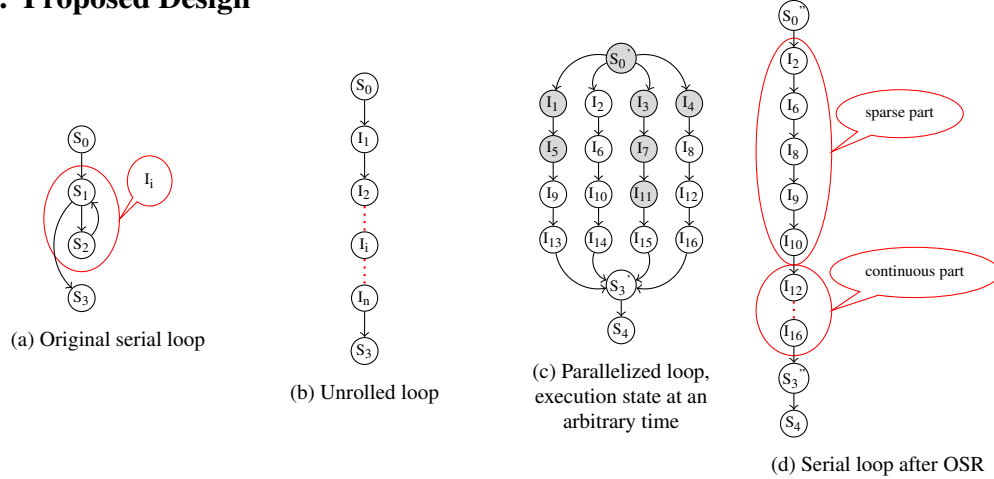 . Proposed Design
S0
S1
Ii
S2
S3
(a) Original serial loop
S0
I1
I2
Ii
In
S3
(b) Unrolled loop
S0'
I1 I2 I3 I4
I5 I6 I7 I8
I9 I10 I11 I12
I13 I14 I15 I16
S3'
S4
(c) Parallelized loop,
execution state at an
arbitrary time
S0''
I2
I6
sparse part
I8
I9
I10
continuous part
I12
I16
S3''
S4
(d) Serial loop after OSR